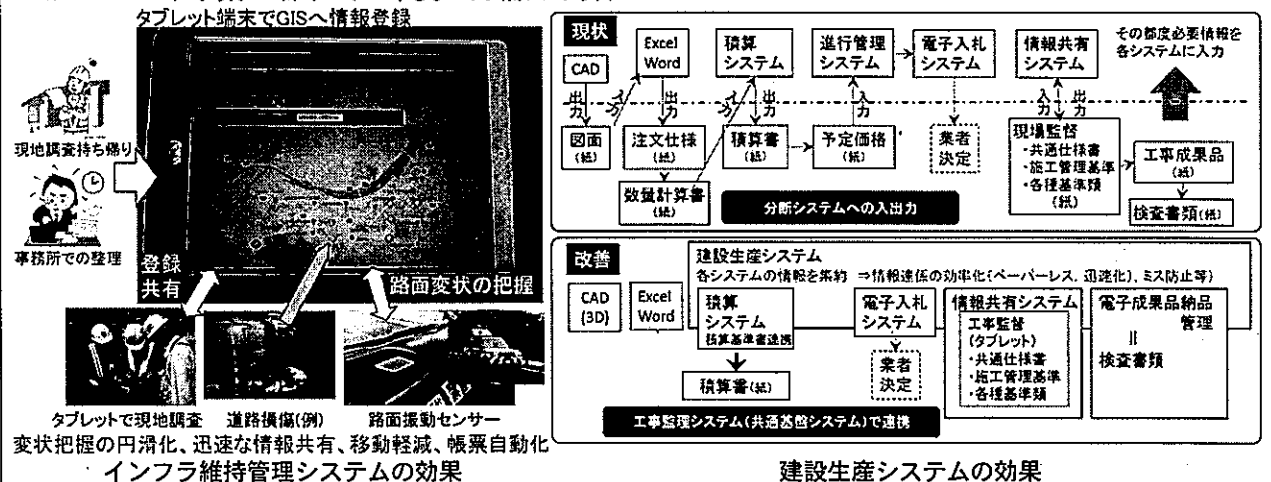 タブレット端末でGISへ情報登録
現地調査持ち帰り
事務所での整理
登録
共有
路面変状の把握
タブレットで現地調査
道路損傷(例)
路面振動センサー
変状把握の円滑化、迅速な情報共有、移動軽減、帳票自動化
インフラ維持管理システムの効果
現状
CAD
Excel
Word
積算
システム
進行管理
システム
電子入札
システム
情報共有
システム
その都度必要情報を
各システムに入力
出力
入力
出力
入力
出力
入力
入力
出力
図面
(紙)
注文仕様
(紙)
積算書
(紙)
予定価格
(紙)
業者
決定
現場監督
・共通仕様書
・施工管理基準
・各種基準類
(紙)
工事成果品
(紙)
数量計算書
(紙)
分断システムへの入出力
検査書類(紙)
改善
建設生産システム
各システムの情報を集約 ⇒情報連係の効率化(ペーパーレス、迅速化)、ミス防止等)
CAD
(3D)
Excel
Word
積算
システム
積算基準書連携
電子入札
システム
情報共有システム
工事監督
(タブレット)
・共通仕様書
・施工管理基準
・各種基準類
電子成果品納品
管理
॥
検査書類
積算書(紙)
業者
決定
工事監理システム(共通基盤システム)で連携
建設生産システムの効果